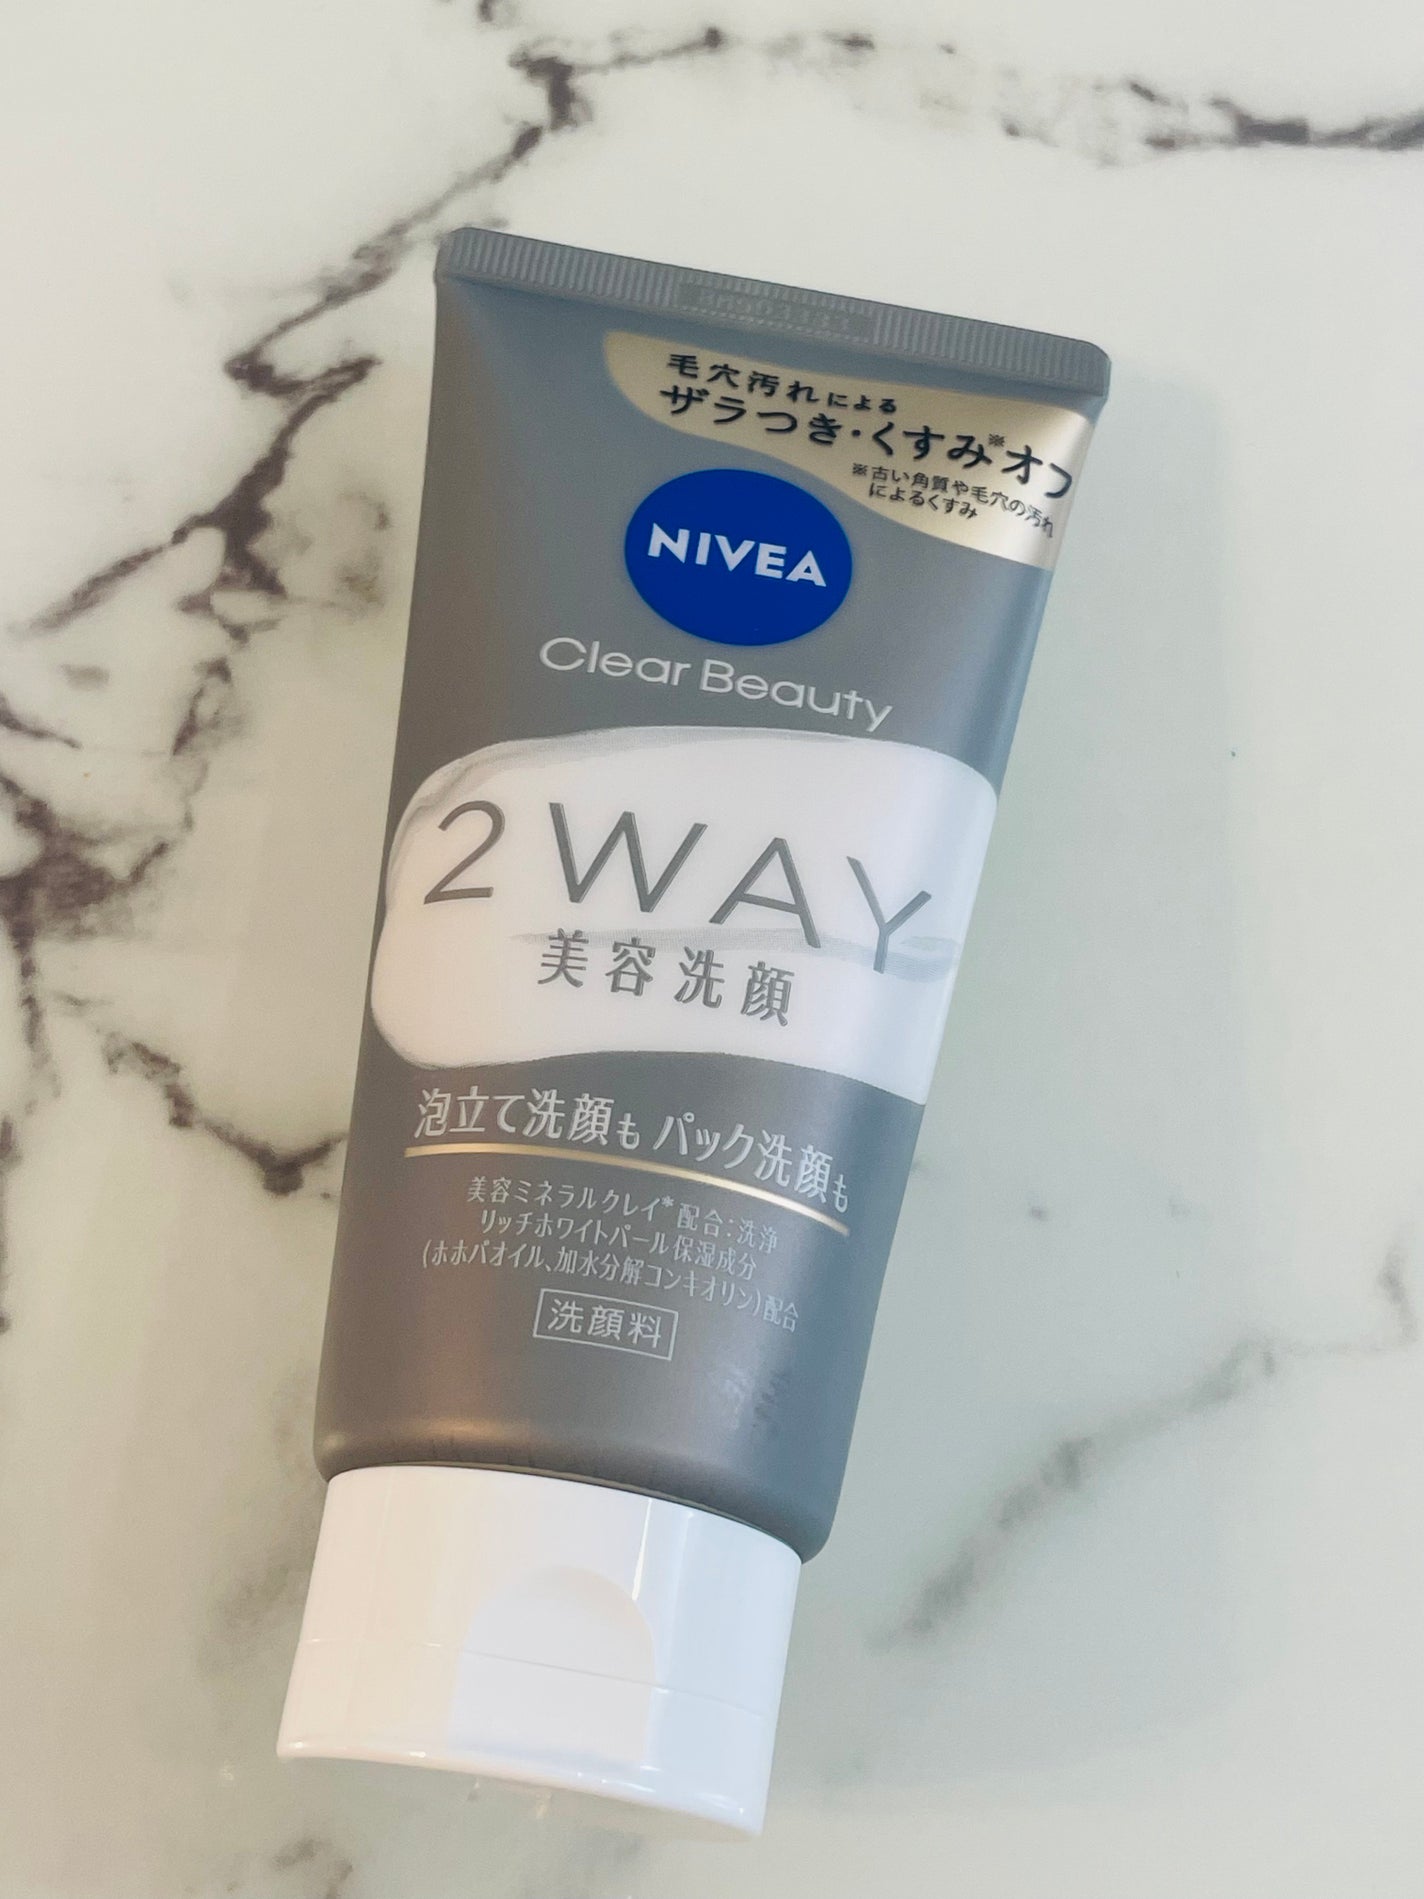 毛穴汚れによる
ザラつき・くすみ※オフ
※古い角質や毛穴の汚れ
によるくすみ
NIVEA
Clear Beauty
2 WAY
美容洗顔
泡立て洗顔も パック洗顔も
美容ミネラルクレイ*配合:洗浄
リッチホワイトパール保湿成分
(ホホバオイル、加水分解コンキオリン)配合
洗顔料